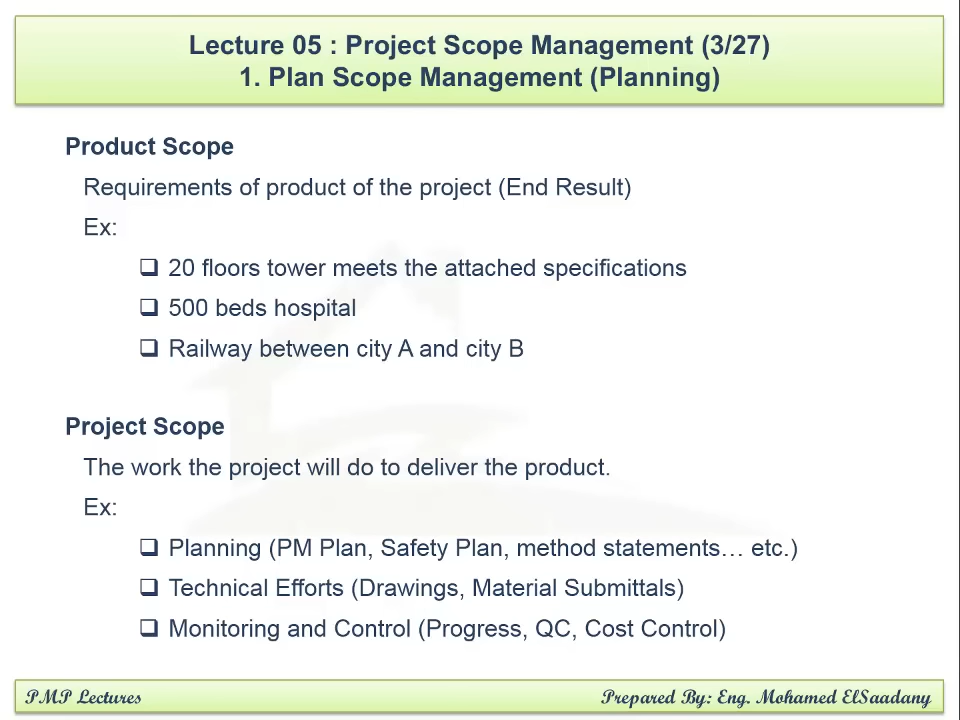 Lecture 05 : Project Scope Management (3/27)
1. Plan Scope Management (Planning)
Product Scope
Requirements of product of the project (End Result)
Ex:
❑ 20 floors tower meets the attached specifications
❑ 500 beds hospital
❑ Railway between city A and city B
Project Scope
The work the project will do to deliver the product.
Ex:
❑ Planning (PM Plan, Safety Plan, method statements… etc.)
❑ Technical Efforts (Drawings, Material Submittals)
❑ Monitoring and Control (Progress, QC, Cost Control)
PMP Lectures
Prepared By: Eng. Mohamed ElSaadany